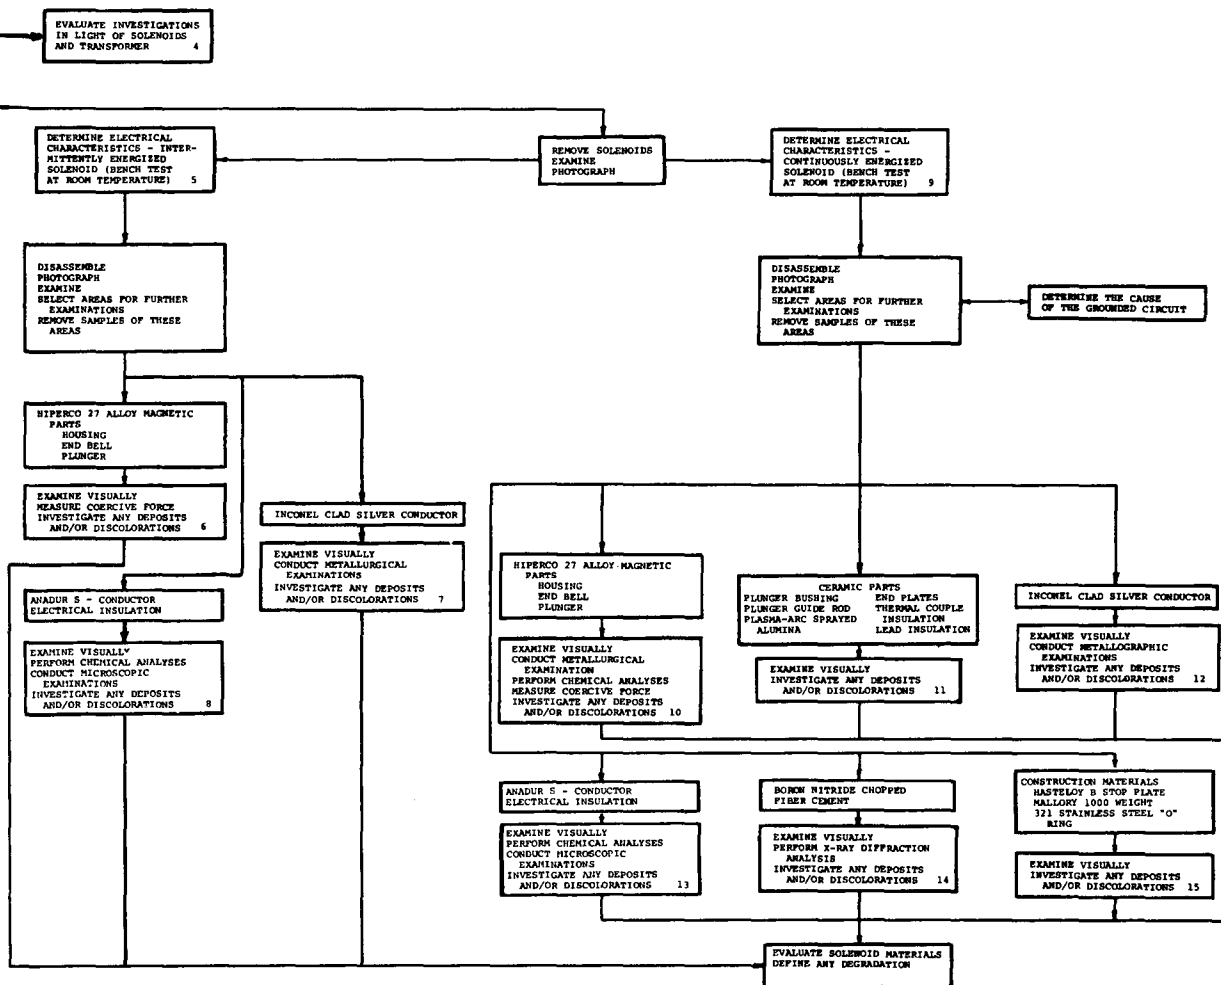 EVALUATE INVESTIGATIONS
IN LIGHT OF SOLENOIDS
AND TRANSFORMER 4
DETERMINE ELECTRICAL
CHARACTERISTICS - INTER-
MITTENTLY ENERGIZED
SOLENOID (BENCH TEST
AT ROOM TEMPERATURE) 5
REMOVE SOLENOIDS
EXAMINE
PHOTOGRAPH
DETERMINE ELECTRICAL
CHARACTERISTICS -
CONTINUOUSLY ENERGIZED
SOLENOID (BENCH TEST
AT ROOM TEMPERATURE) 9
DISASSEMBLE
PHOTOGRAPH
EXAMINE
SELECT AREAS FOR FURTHER
EXAMINATIONS
REMOVE SAMPLES OF THESE
AREAS
DISASSEMBLE
PHOTOGRAPH
EXAMINE
SELECT AREAS FOR FURTHER
EXAMINATIONS
REMOVE SAMPLES OF THESE
AREAS
DETERMINE THE CAUSE
OF THE GROUNDED CIRCUIT
HIPERCO 27 ALLOY MAGNETIC
PARTS
HOUSING
END BELL
PLUNGER
EXAMINE VISUALLY
MEASURE COERCIVE FORCE
INVESTIGATE ANY DEPOSITS
AND/OR DISCOLORATIONS 6
INCONEL CLAD SILVER CONDUCTOR
EXAMINE VISUALLY
CONDUCT METALLURGICAL
EXAMINATIONS
INVESTIGATE ANY DEPOSITS
AND/OR DISCOLORATIONS 7
ANADUR S - CONDUCTOR
ELECTRICAL INSULATION
EXAMINE VISUALLY
PERFORM CHEMICAL ANALYSES
CONDUCT MICROSCOPIC
EXAMINATIONS
INVESTIGATE ANY DEPOSITS
AND/OR DISCOLORATIONS 8
HIPERCO 27 ALLOY MAGNETIC
PARTS
HOUSING
END BELL
PLUNGER
EXAMINE VISUALLY
CONDUCT METALLURGICAL
EXAMINATION
PERFORM CHEMICAL ANALYSES
MEASURE COERCIVE FORCE
INVESTIGATE ANY DEPOSITS
AND/OR DISCOLORATIONS 10
CERAMIC PARTS
PLUNGER BUSHING END PLATES
PLUNGER GUIDE ROD THERMAL COUPLE
PLASMA-ARC SPRAYED INSULATION
ALUMINA LEAD INSULATION
EXAMINE VISUALLY
INVESTIGATE ANY DEPOSITS
AND/OR DISCOLORATIONS 11
INCONEL CLAD SILVER CONDUCTOR
EXAMINE VISUALLY
CONDUCT METALLOGRAPHIC
EXAMINATIONS
INVESTIGATE ANY DEPOSITS
AND/OR DISCOLORATIONS 12
ANADUR S - CONDUCTOR
ELECTRICAL INSULATION
EXAMINE VISUALLY
PERFORM CHEMICAL ANALYSES
CONDUCT MICROSCOPIC
EXAMINATIONS
INVESTIGATE ANY DEPOSITS
AND/OR DISCOLORATIONS 13
BORON NITRIDE CHOPPED
FIBER CEMENT
EXAMINE VISUALLY
PERFORM X-RAY DIFFRACTION
ANALYSIS
INVESTIGATE ANY DEPOSITS
AND/OR DISCOLORATIONS 14
CONSTRUCTION MATERIALS
HASTELOY B STOP PLATE
MALLORY 1000 WEIGHT
321 STAINLESS STEEL "O"
RING
EXAMINE VISUALLY
INVESTIGATE ANY DEPOSITS
AND/OR DISCOLORATIONS 15
EVALUATE SOLENOID MATERIALS
DEFINE ANY DEGRADATION